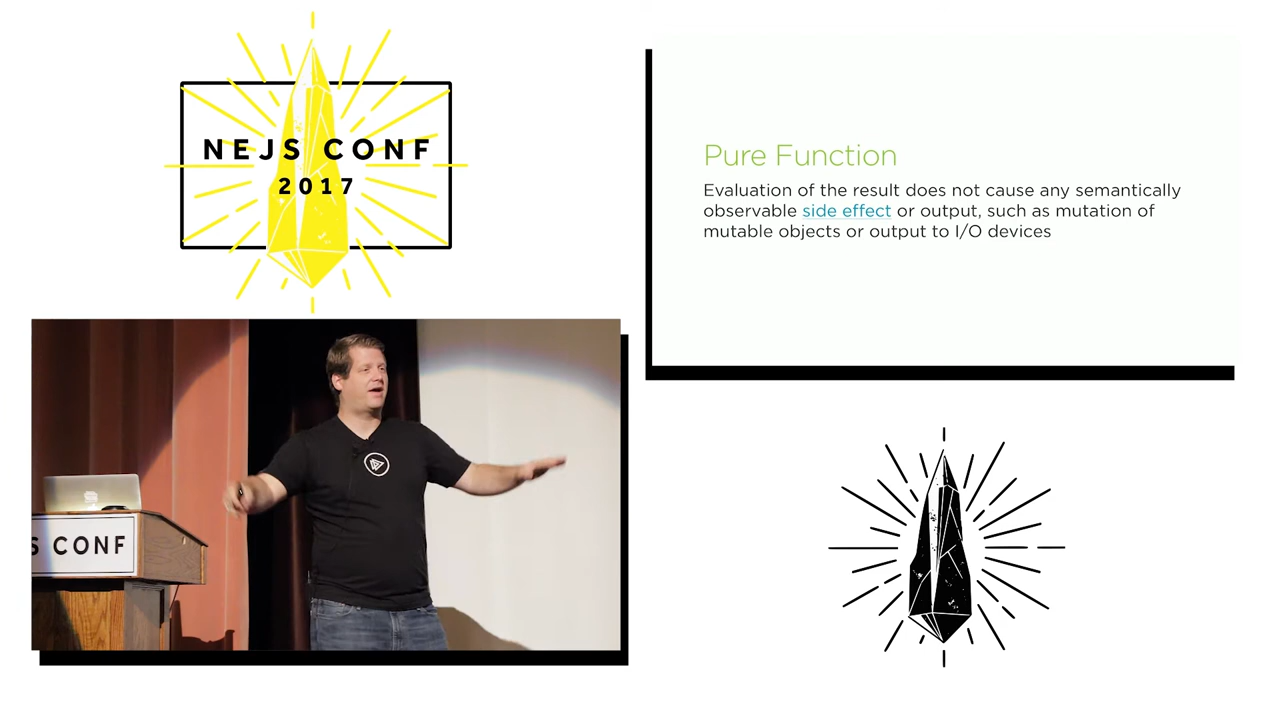 NEJS CONF
2017
Pure Function
Evaluation of the result does not cause any semantically
observable side effect or output, such as mutation of
mutable objects or output to I/O devices
S CONF